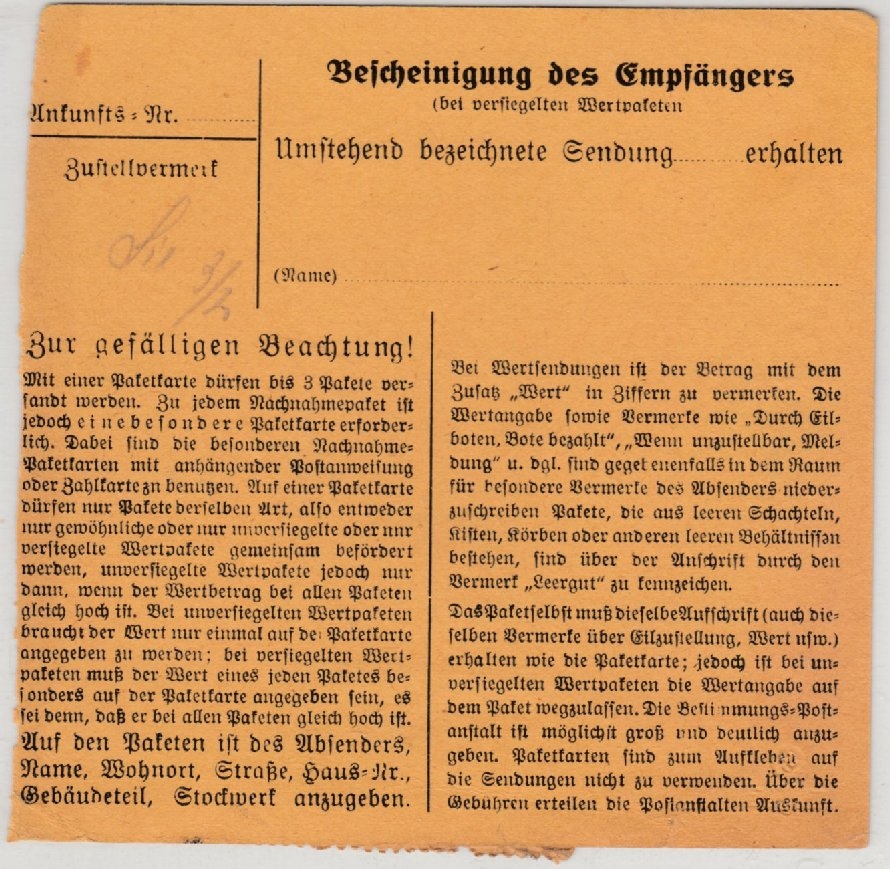 Bescheinigung des Empfängers
(bei versiegelten Wertpaketen
Ankunfts-Nr.
Umstehend bezeichnete Sendung erhalten
Zustellvermerk
3/2
(Name)
Zur gefälligen Beachtung!
Mit einer Paketkarte dürfen bis 3 Pakete ver-
sandt werden. Zu jedem Nachnahmepaket ist
jedoch eine besondere Paketkarte erforder-
lich. Dabei sind die besonderen Nachnahme-
Paketkarten mit anhängender Postanweisung
oder Zahlkarte zn benutzen. Auf einer Paketkarte
dürfen nur Pakete derselben Art, also entweder
nur gewöhnliche oder nur unversiegelte oder nur
versiegelte Wertpakete gemeinsam befördert
werden, unversiegelte Wertpakete jedoch nur
dann, wenn der Wertbetrag bei allen Paketen
gleich hoch ist. Bei unversiegelten Wertpaketen
braucht der Wert nur einmal auf der Paketkarte
angegeben zu werden; bei versiegelten Wert-
paketen muß der Wert eines jeden Paketes be-
sonders auf der Paketkarte angegeben sein, es
sei denn, daß er bei allen Paketen gleich hoch ist.
Auf den Paketen ist des Absenders,
Name, Wohnort, Straße, Haus-Nr.,
Gebäudeteil, Stockwerk anzugeben.
Bei Wertsendungen ist der Betrag mit dem
Zusatz „Wert“ in Ziffern zu vermerken. Die
Wertangabe sowie Vermerke wie „Durch Eil-
boten, Bote bezahlt“, „Wenn unzustellbar, Mel-
dung“ u. dgl. sind gegebenenfalls in dem Raum
für besondere Vermerke des Absenders nieder-
zuschreiben Pakete, die aus leeren Schachteln,
Kisten, Körben oder anderen leeren Behältnissen
bestehen, sind über der Anschrift durch den
Vermerk „Leergut“ zu kennzeichen.
Das Paket selbst muß dieselbe Aufschrift (auch die-
selben Vermerke über Eilzustellung, Wert usw.)
erhalten wie die Paketkarte; jedoch ist bei un-
versiegelten Wertpaketen die Wertangabe auf
dem Paket wegzulassen. Die Bestimmungs-Post-
anstalt ist möglichst groß und deutlich anzu-
geben. Paketkarten sind zum Aufkleben auf
die Sendungen nicht zu verwenden. Über die
Gebühren erteilen die Postanstalten Auskunft.